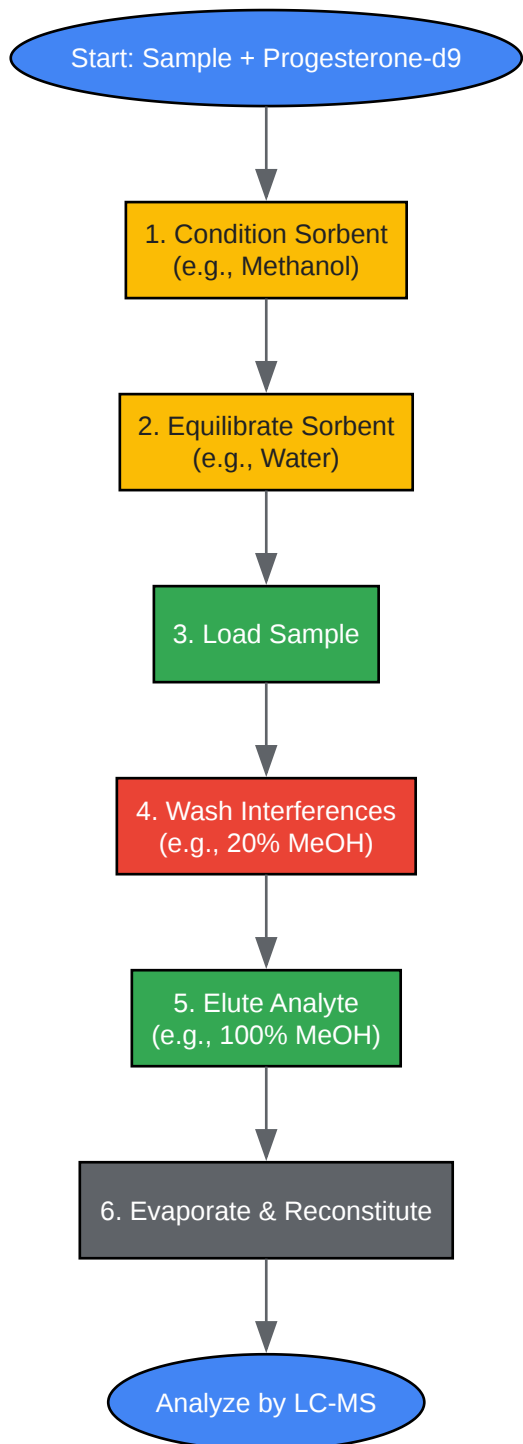 Start: Sample + Progesterone-d9
1. Condition Sorbent
(e.g., Methanol)
2. Equilibrate Sorbent
(e.g., Water)
3. Load Sample
4. Wash Interferences
(e.g., 20% MeOH)
5. Elute Analyte
(e.g., 100% MeOH)
6. Evaporate & Reconstitute
Analyze by LC-MS